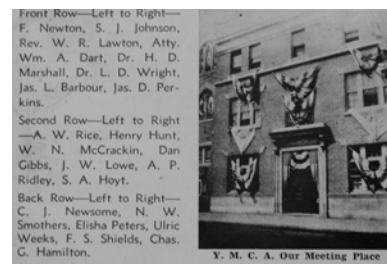 Front Row—Left to Right—
F. Newton, S. J. Johnson,
Rev. W. R. Lawton, Atty.
Wm. A. Dart, Dr. H. D.
Marshall, Dr. L. D. Wright,
Jas. L. Barbour, Jas. D. Per-
kins.
Second Row—Left to Right
—A. W. Rice, Henry Hunt,
W. N. McCrackin, Dan
Gibbs, J. W. Lowe, A. P.
Ridley, S. A. Hoyt.
Back Row—Left to Right—
C. J. Newsome, N. W.
Smothers, Elisha Peters, Ulric
Weeks, F. S. Shields, Chas.
G. Hamilton.
Y. M. C. A. Our Meeting Place